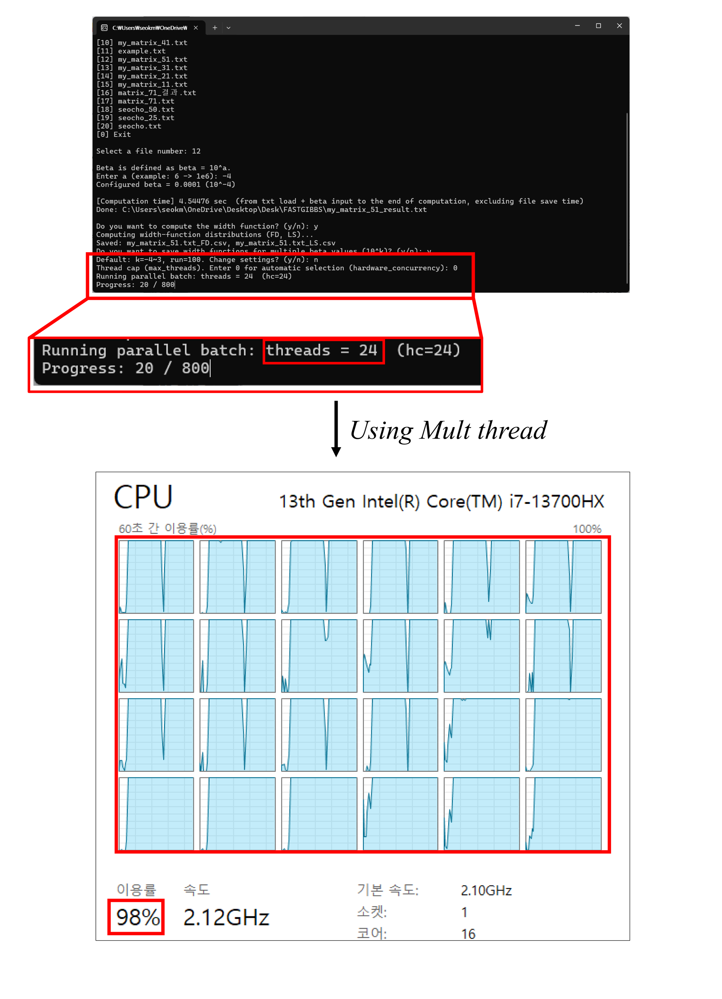 C:₩Users₩seokm₩OneDrive₩
[10] my_matrix_41.txt
[11] example.txt
[12] my_matrix_51.txt
[13] my_matrix_31.txt
[14] my_matrix_21.txt
[15] my_matrix_11.txt
[16] matrix_71_결과.txt
[17] matrix_71.txt
[18] seocho_50.txt
[19] seocho_25.txt
[20] seocho.txt
[0] Exit
Select a file number: 12
Beta is defined as beta = 10^a.
Enter a (example: 6 -> 1e6): -4
Configured beta = 0.0001 (10^-4)
[Computation time] 4.54476 sec  (from txt load + beta input to the end of computation, excluding file save time)
Done: C:\Users\seokm\OneDrive\Desktop\Desk\FASTGIBBS\my_matrix_51_result.txt
Do you want to compute the width function? (y/n): y
Computing width-function distributions (FD, LS)...
Saved: my_matrix_51.txt_FD.csv, my_matrix_51.txt_LS.csv
Do you want to save width functions for multiple beta values (10^k)? (y/n): y
Default: k=-4~3, run=100. Change settings? (y/n): n
Thread cap (max_threads). Enter 0 for automatic selection (hardware_concurrency): 0
Running parallel batch: threads = 24  (hc=24)
Progress: 20 / 800
Running parallel batch: threads = 24  (hc=24)
Progress: 20 / 800
Using Mult thread
CPU 13th Gen Intel(R) Core(TM) i7-13700HX
60초 간 이용률(%) 100%
이용률 속도 기본 속도: 2.10GHz
98% 2.12GHz 소켓: 1
코어: 16